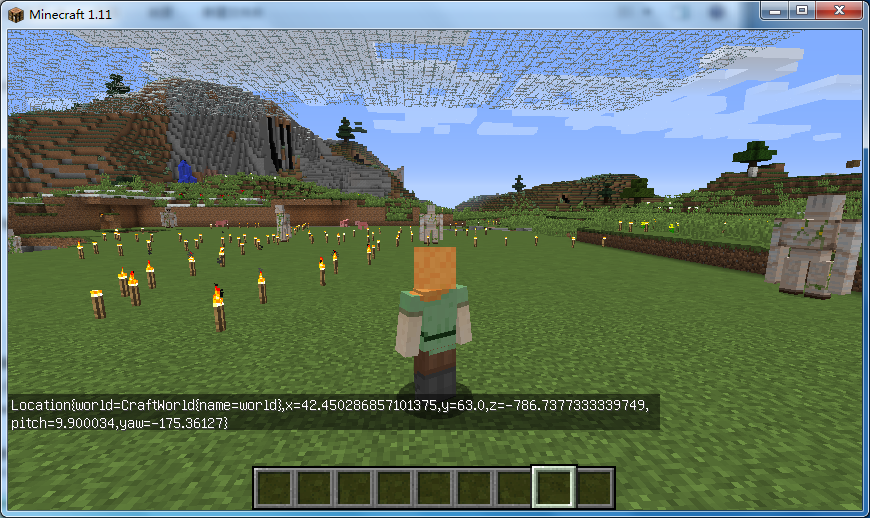 Minecraft 1.11
Location{world=CraftWorld{name=world},x=42.450286857101375,y=63.0,z=-786.7377333339749,
pitch=9.900034,yaw=-175.36127}